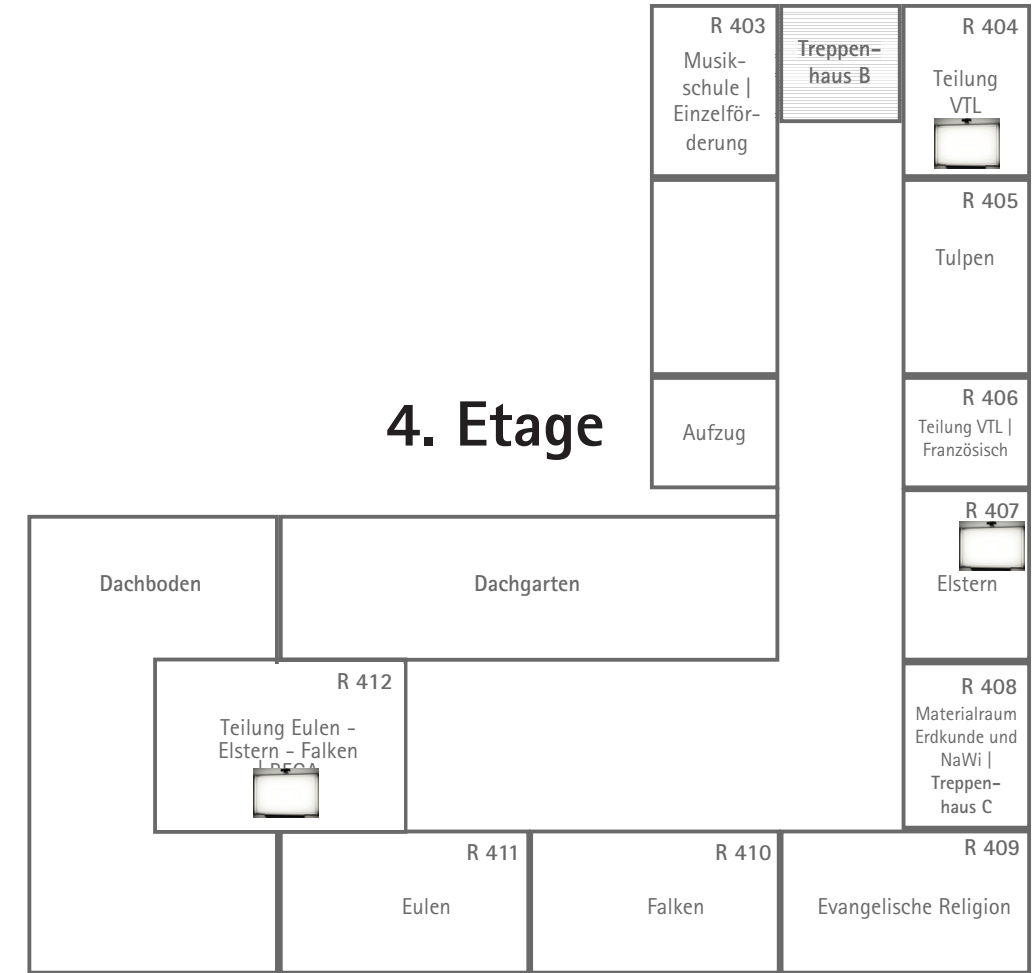 R 403
Musik-
schule |
Einzelför-
derung
Treppen-
haus B
R 404
Teilung
VTL
R 405
Tulpen
4. Etage
Aufzug
R 406
Teilung VTL |
Französisch
R 407
Elstern
Dachboden
Dachgarten
R 412
Teilung Eulen -
Elstern - Falken
|
R 408
Materialraum
Erdkunde und
NaWi |
Treppen-
haus C
R 411
Eulen
R 410
Falken
R 409
Evangelische Religion